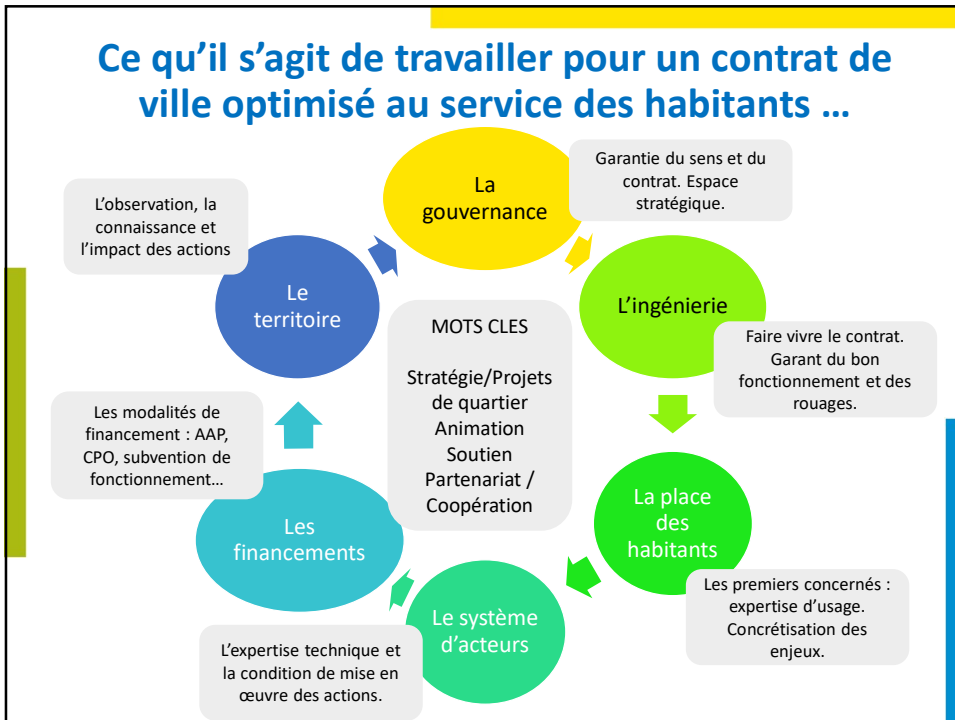 Ce qu’il s’agit de travailler pour un contrat de
ville optimisé au service des habitants …
La
gouvernance
Garantie du sens et du
contrat. Espace
stratégique.
L’ingénierie
Faire vivre le contrat.
Garant du bon
fonctionnement et des
rouages.
La place
des
habitants
Les premiers concernés :
expertise d’usage.
Concrétisation des
enjeux.
Le système
d’acteurs
L’expertise technique et
la condition de mise en
œuvre des actions.
Les
financements
Les modalités de
financement : AAP,
CPO, subvention de
fonctionnement…
Le
territoire
L’observation, la
connaissance et
l’impact des actions
MOTS CLES
Stratégie/Projets
de quartier
Animation
Soutien
Partenariat /
Coopération